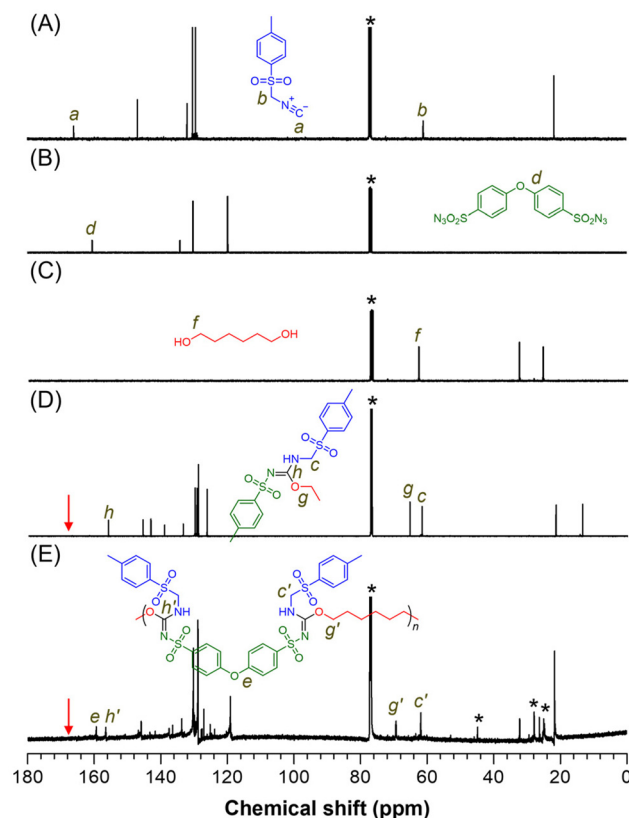 (A)
*
O
S
O
b
N
+
C
−
a
a
b
(B)
*
d
O
N₃O₂S
SO₂N₃
d
(C)
*
f
HO
OH
f
(D)
*
O
S
O
HN
c
h
N
O
S
O
O
g
h
g
c
(E)
*
O
S
O
O
S
O
c'
O
h'
NH
HN
O
g'
n
N
O
S
O
O
S
O
N
O
e
e
h'
g'
c'
*
*
*
180 160 140 120 100 80 60 40 20 0
Chemical shift (ppm)